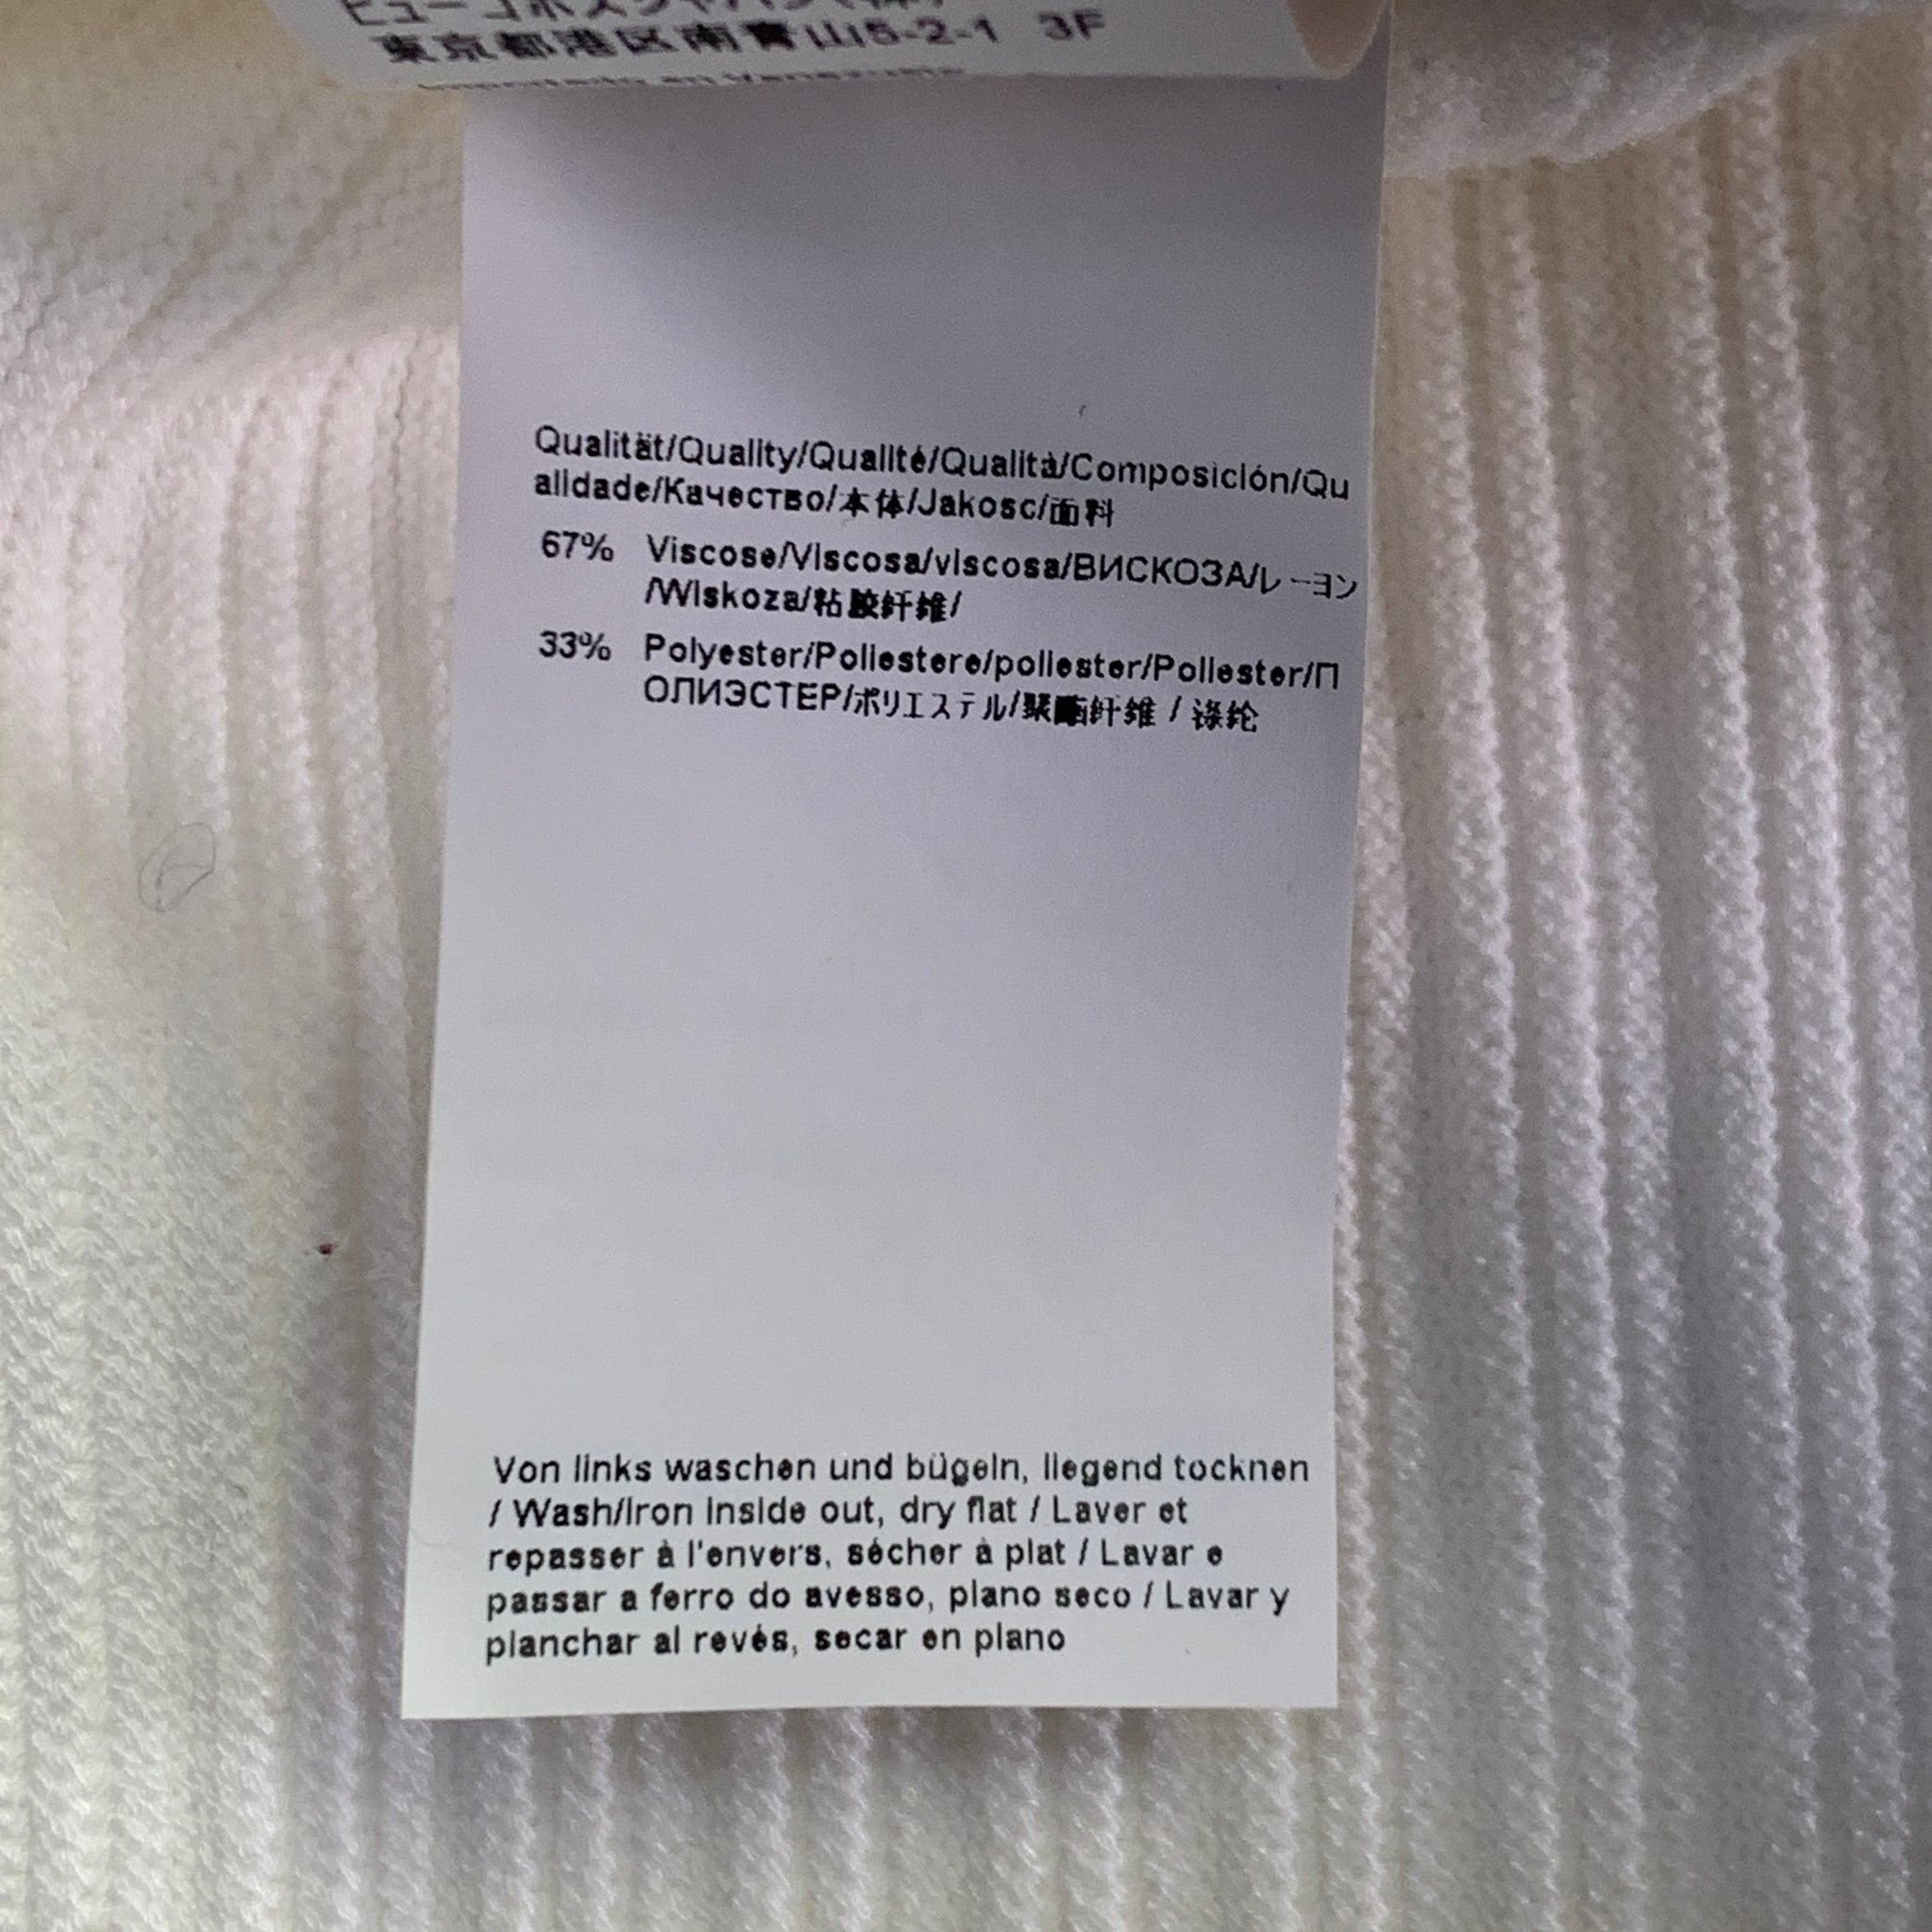 東京都港区南青山5-2-1 3F
Qualität/Quality/Qualité/Qualità/Composición/Qu
alidade/Качество/本体/Jakosc/面料
67% Viscose/Viscosa/viscosa/ВИСКОЗА/レーヨン
/Wiskoza/粘胶纤维/
33% Polyester/Poliestere/poliester/Poliester/П
ОЛИЭСТЕР/ポリエステル/聚酯纤维 / 涤纶
Von links waschen und bügeln, liegend tocknen
/ Wash/Iron inside out, dry flat / Laver et
repasser à l'envers, sécher à plat / Lavar e
passar a ferro do avesso, plano seco / Lavar y
planchar al revés, secar en plano